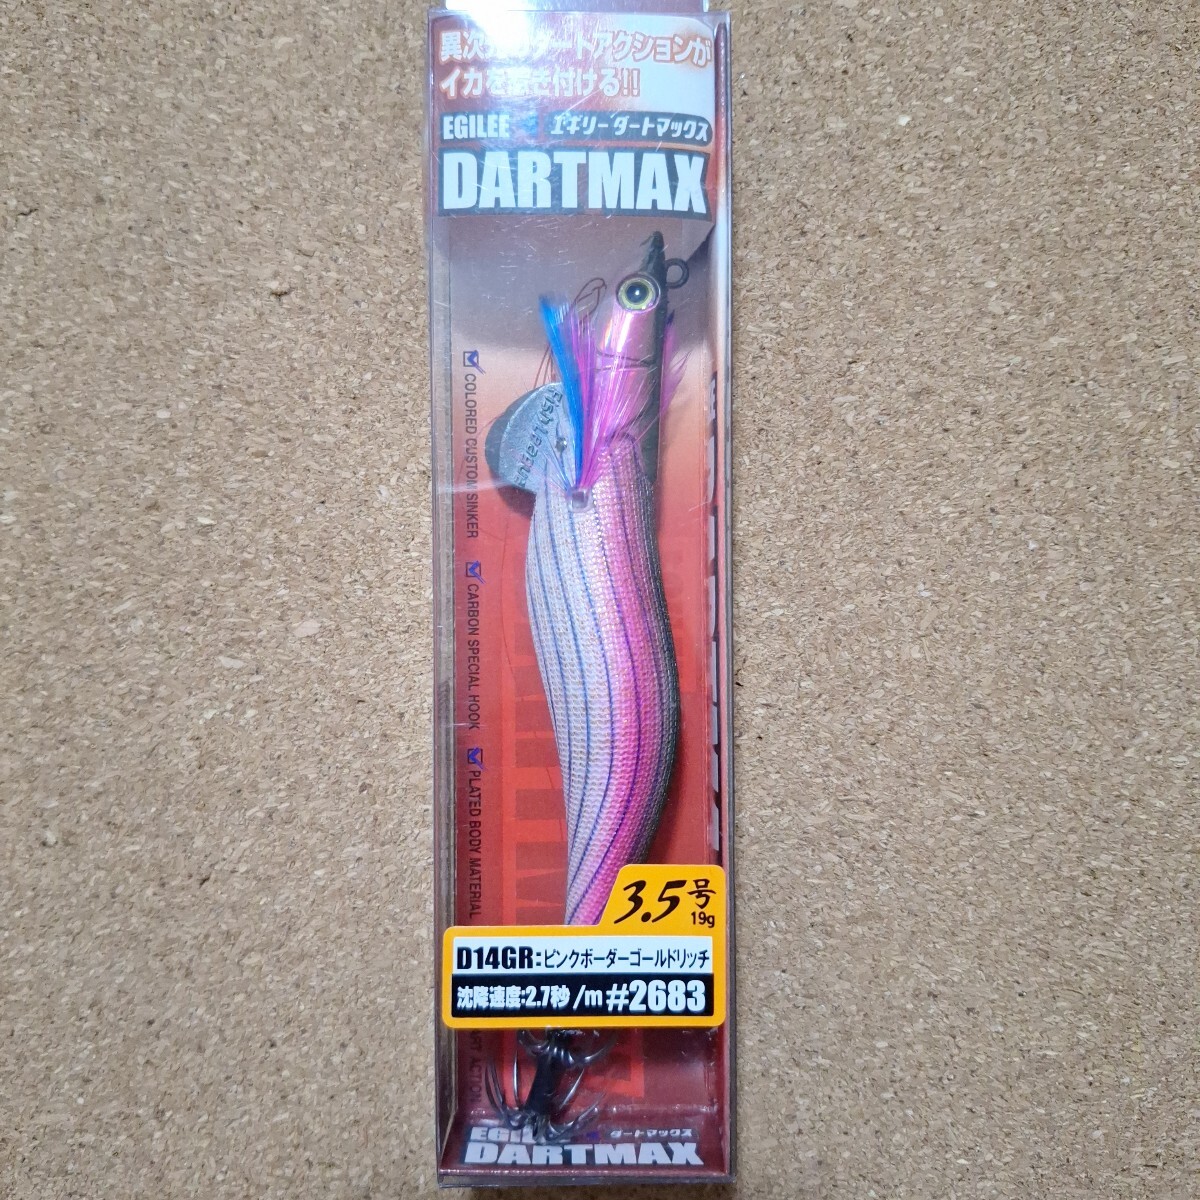 異次元のダートアクションが
イカを惹き付ける!!
EGILEE エギリーダートマックス
DARTMAX
FishLeague
COLORED CUSTOM SINKER
CARBON SPECIAL HOOK
PLATED BODY MATERIAL
3.5号
19g
D14GR:ピンクボーダーゴールドリッチ
沈降速度:2.7秒/m #2683
EGILEE ダートマックス
DARTMAX